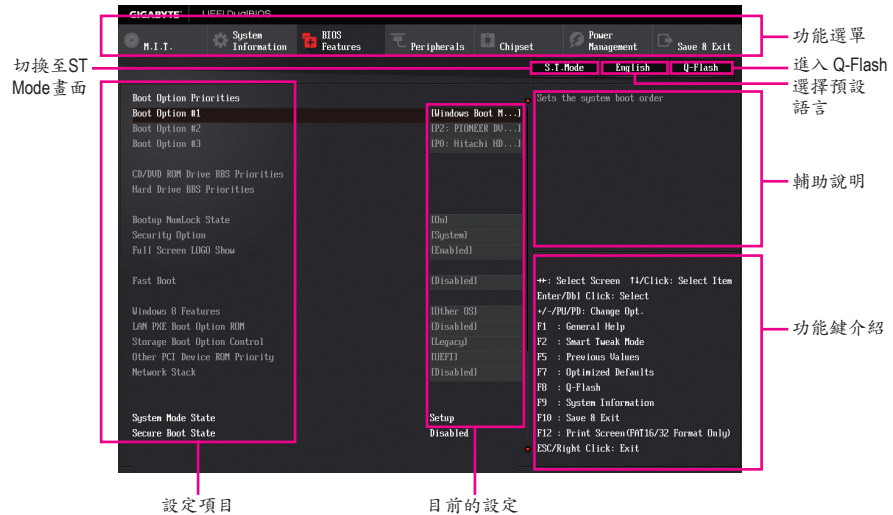 GIGABYTE UEFI DualBIOS
M.I.T.
System Information
BIOS Features
Peripherals
Chipset
Power Management
Save & Exit
功能選單
切換至ST Mode畫面
S.T.Mode English Q-Flash
進入 Q-Flash
選擇預設語言
Boot Option Priorities
Boot Option #1 [Windows Boot M...]
Boot Option #2 [P2: PIONEER DV...]
Boot Option #3 [P0: Hitachi HD...]
Sets the system boot order
輔助說明
CD/DVD ROM Drive BBS Priorities
Hard Drive BBS Priorities
Bootup NumLock State [On]
Security Option [System]
Full Screen LOGO Show [Enabled]
Fast Boot [Disabled]
Windows 8 Features [Other OS]
LAN PXE Boot Option ROM [Disabled]
Storage Boot Option Control [Legacy]
Other PCI Device ROM Priority [UEFI]
Network Stack [Disabled]
System Mode State Setup
Secure Boot State Disabled
→←: Select Screen ↑↓/Click: Select Item
Enter/Dbl Click: Select
+/-/PU/PD: Change Opt.
F1 : General Help
F2 : Smart Tweak Mode
F5 : Previous Values
F7 : Optimized Defaults
F8 : Q-Flash
F9 : System Information
F10 : Save & Exit
F12 : Print Screen(FAT16/32 Format Only)
ESC/Right Click: Exit
功能鍵介紹
設定項目
目前的設定